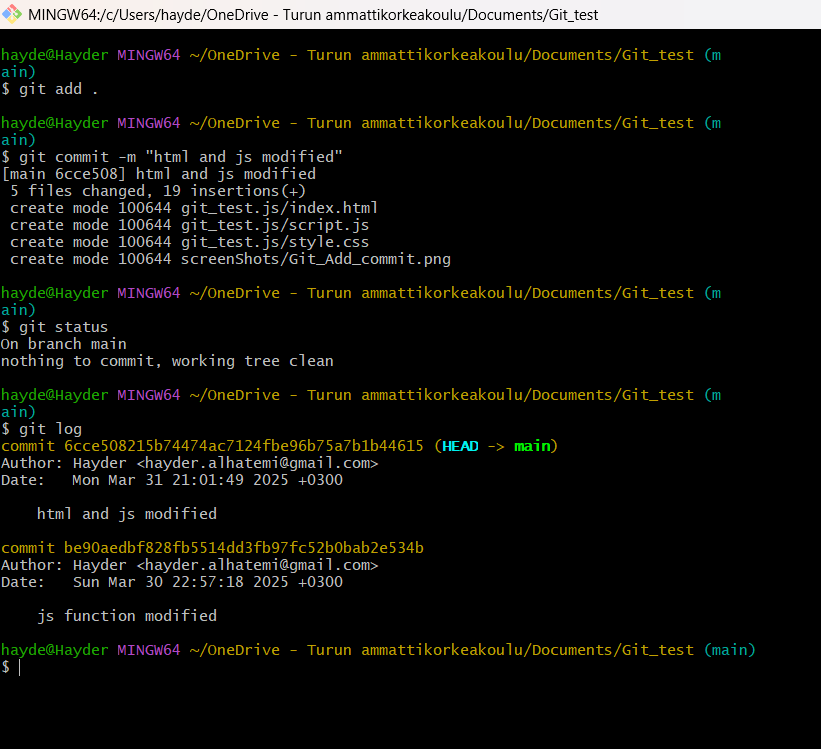 MINGW64:/c/Users/hayde/OneDrive - Turun ammattikorkeakoulu/Documents/Git_test
hayde@Hayder MINGW64 ~/OneDrive - Turun ammattikorkeakoulu/Documents/Git_test (m
ain)
$ git add .
hayde@Hayder MINGW64 ~/OneDrive - Turun ammattikorkeakoulu/Documents/Git_test (m
ain)
$ git commit -m "html and js modified"
[main 6cce508] html and js modified
 5 files changed, 19 insertions(+)
 create mode 100644 git_test.js/index.html
 create mode 100644 git_test.js/script.js
 create mode 100644 git_test.js/style.css
 create mode 100644 screenShots/Git_Add_commit.png
hayde@Hayder MINGW64 ~/OneDrive - Turun ammattikorkeakoulu/Documents/Git_test (m
ain)
$ git status
On branch main
nothing to commit, working tree clean
hayde@Hayder MINGW64 ~/OneDrive - Turun ammattikorkeakoulu/Documents/Git_test (m
ain)
$ git log
commit 6cce508215b74474ac7124fbe96b75a7b1b44615 (HEAD -> main)
Author: Hayder <hayder.alhatemi@gmail.com>
Date:   Mon Mar 31 21:01:49 2025 +0300
    html and js modified
commit be90aedbf828fb5514dd3fb97fc52b0bab2e534b
Author: Hayder <hayder.alhatemi@gmail.com>
Date:   Sun Mar 30 22:57:18 2025 +0300
    js function modified
hayde@Hayder MINGW64 ~/OneDrive - Turun ammattikorkeakoulu/Documents/Git_test (main)
$